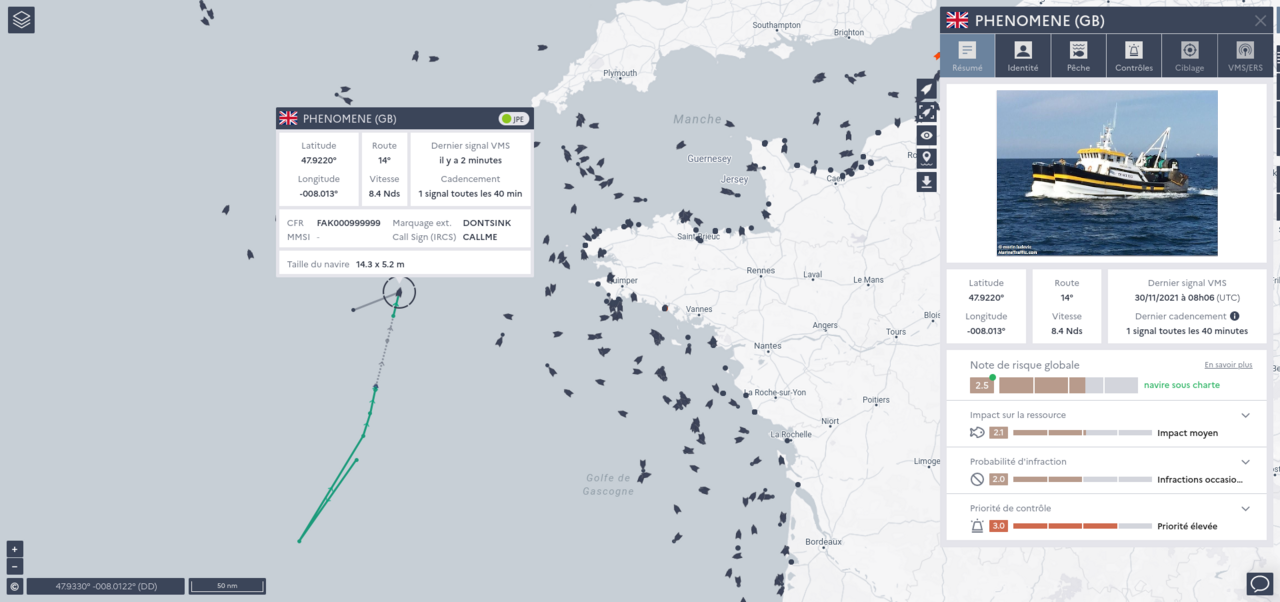 Southampton
Brighton
Plymouth
Manche
Guernesey
Jersey
Caen
Saint-Brieuc
Quimper
Rennes
Laval
Le Mans
Vannes
Angers
Tours
Blois
Nantes
La Roche-sur-Yon
Poitiers
Niort
La Rochelle
Limoge
Golfe de
Gascogne
Bordeaux
PHENOMENE (GB)
JPE
Latitude
47.9220°
Route
14°
Dernier signal VMS
il y a 2 minutes
Longitude
-008.013°
Vitesse
8.4 Nds
Cadencement
1 signal toutes les 40 min
CFR FAK000999999 Marquage ext. DONTSINK
MMSI - Call Sign (IRCS) CALLME
Taille du navire 14.3 x 5.2 m
+
−
©
47.9330° -008.0122° (DD)
50 nm
PHENOMENE (GB)
Résumé
Identité
Pêche
Contrôles
Ciblage
VMS/ERS
MarineTraffic.com
Latitude
47.9220°
Route
14°
Dernier signal VMS
30/11/2021 à 08h06 (UTC)
Longitude
-008.013°
Vitesse
8.4 Nds
Dernier cadencement
1 signal toutes les 40 minutes
Note de risque globale
En savoir plus
2.5
navire sous charte
Impact sur la ressource
2.1 Impact moyen
Probabilité d'infraction
2.0 Infractions occasio...
Priorité de contrôle
3.0 Priorité élevée